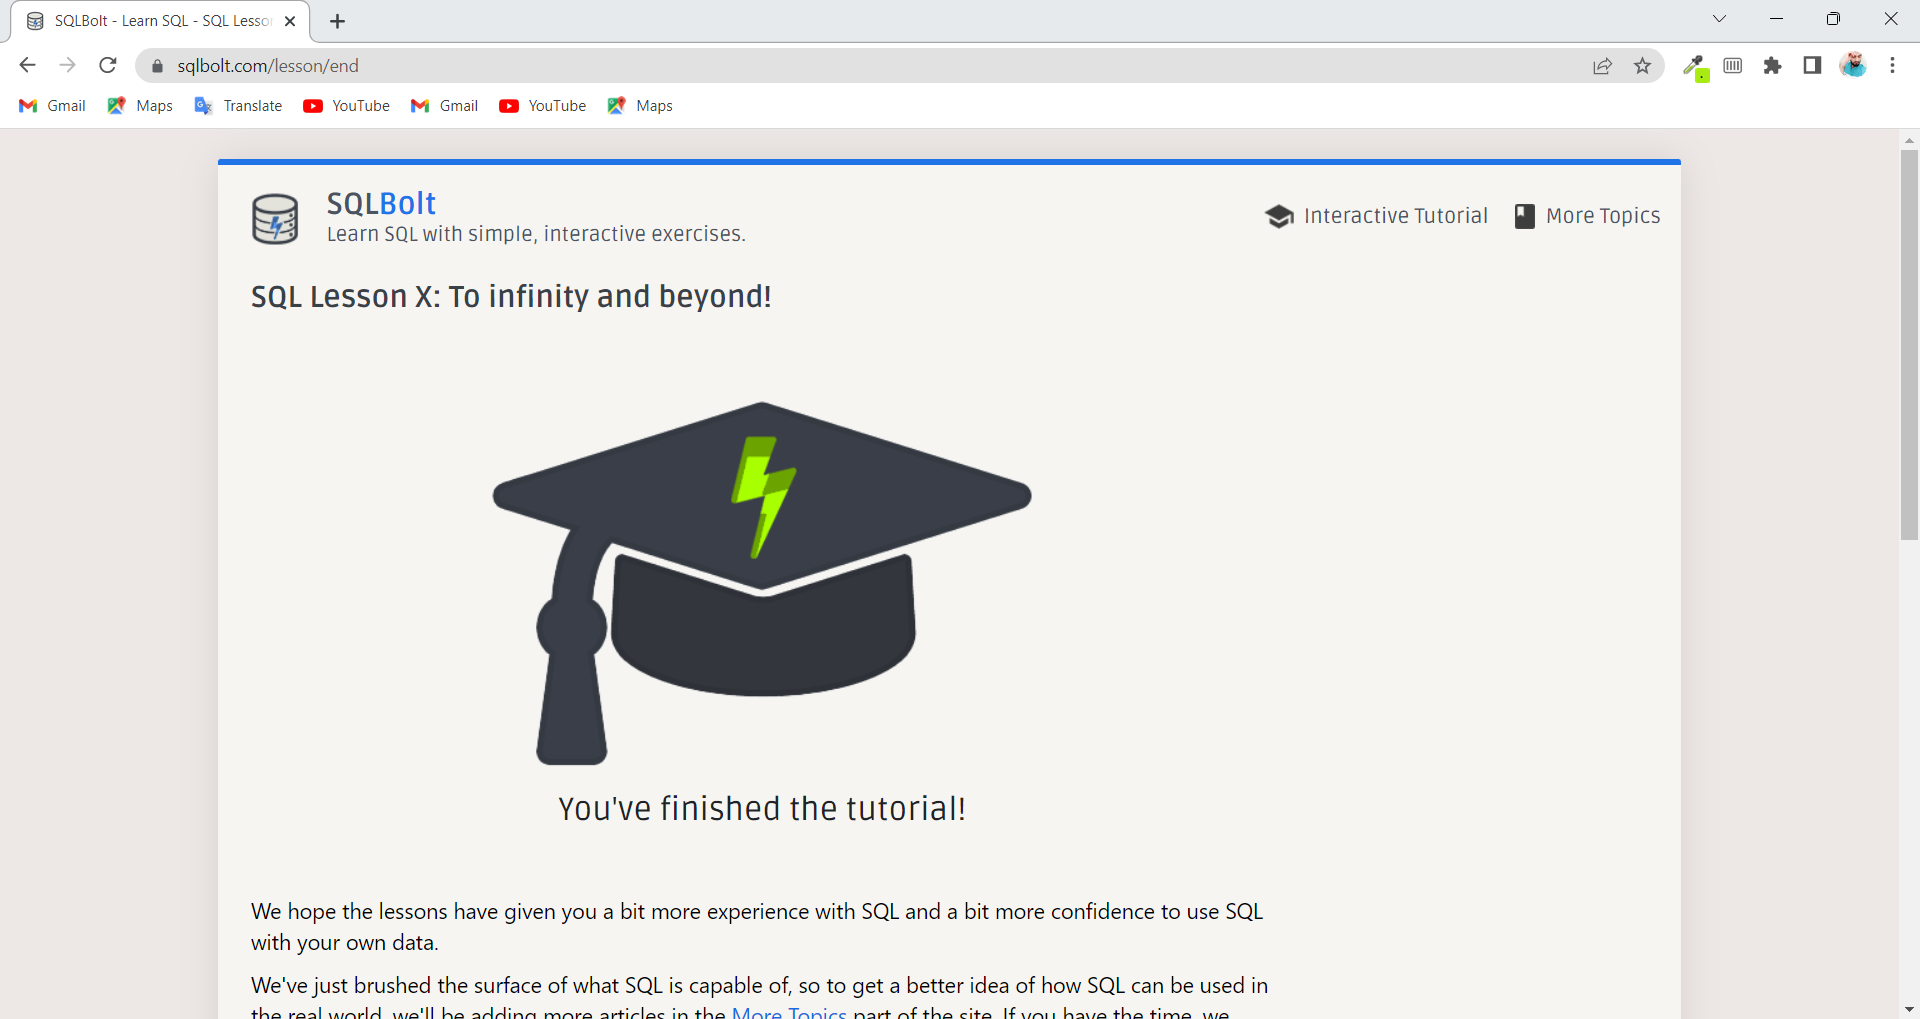 SQLBolt - Learn SQL - SQL Lesso
sqlbolt.com/lesson/end
Gmail Maps Translate YouTube Gmail YouTube Maps
SQLBolt
Learn SQL with simple, interactive exercises.
Interactive Tutorial More Topics
SQL Lesson X: To infinity and beyond!
You've finished the tutorial!
We hope the lessons have given you a bit more experience with SQL and a bit more confidence to use SQL
with your own data.
We've just brushed the surface of what SQL is capable of, so to get a better idea of how SQL can be used in
the real world, we'll be adding more articles in the More Topics part of the site. If you have the time, we